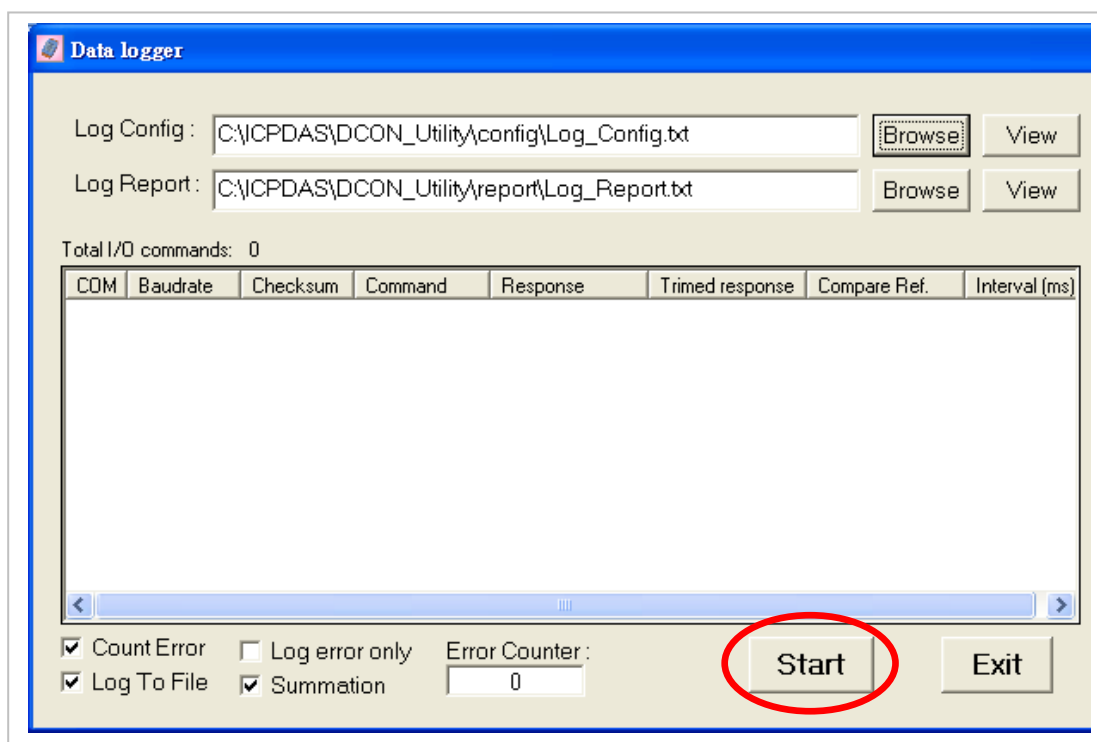 Data logger
Log Config : C:\ICPDAS\DCON_Utility\config\Log_Config.txt Browse View
Log Report : C:\ICPDAS\DCON_Utility\report\Log_Report.txt Browse View
Total I/O commands: 0
COM Baudrate Checksum Command Response Trimed response Compare Ref. Interval (ms)
Count Error Log error only Error Counter : Start Exit
Log To File Summation 0